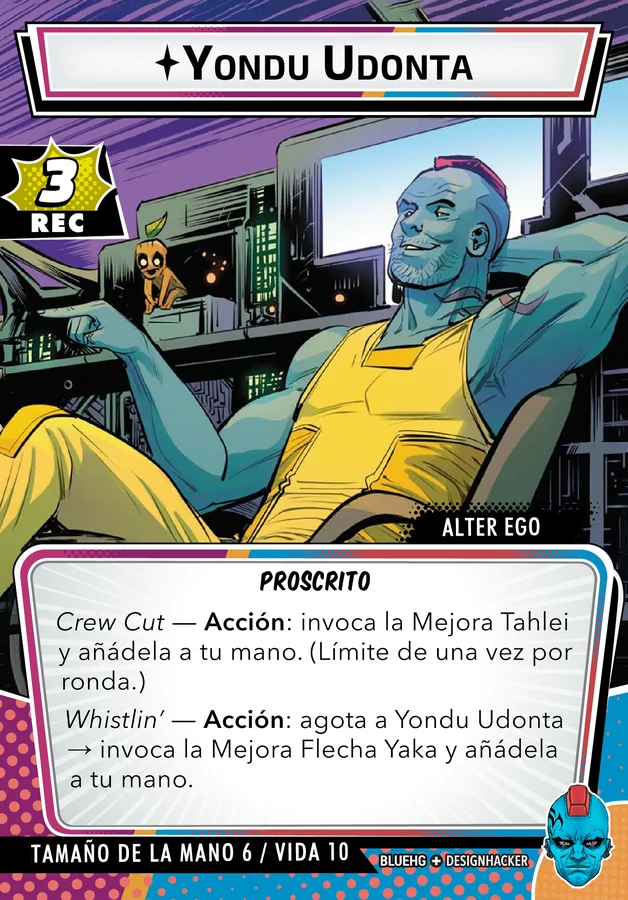 ✦Yondu Udonta
3
REC
ALTER EGO
PROSCRITO
Crew Cut — Acción: invoca la Mejora Tahlei
y añádela a tu mano. (Límite de una vez por
ronda.)
Whistlin’ — Acción: agota a Yondu Udonta
→ invoca la Mejora Flecha Yaka y añádela
a tu mano.
TAMAÑO DE LA MANO 6 / VIDA 10
BLUEHG + DESIGNHACKER